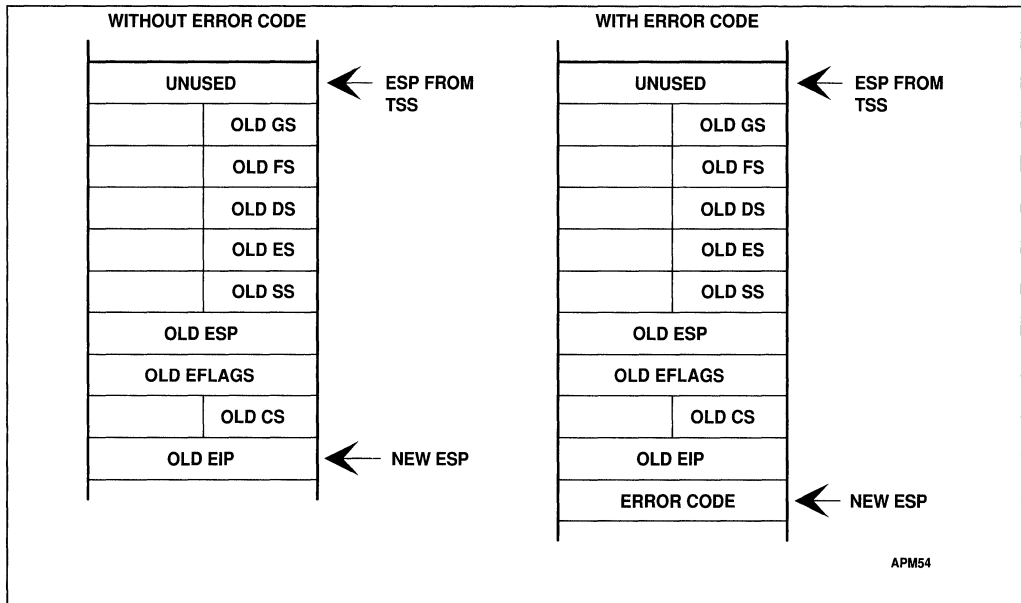 WITHOUT ERROR CODE
UNUSED
ESP FROM
TSS
OLD GS
OLD FS
OLD DS
OLD ES
OLD SS
OLD ESP
OLD EFLAGS
OLD CS
OLD EIP
NEW ESP
WITH ERROR CODE
UNUSED
ESP FROM
TSS
OLD GS
OLD FS
OLD DS
OLD ES
OLD SS
OLD ESP
OLD EFLAGS
OLD CS
OLD EIP
ERROR CODE
NEW ESP
APM54